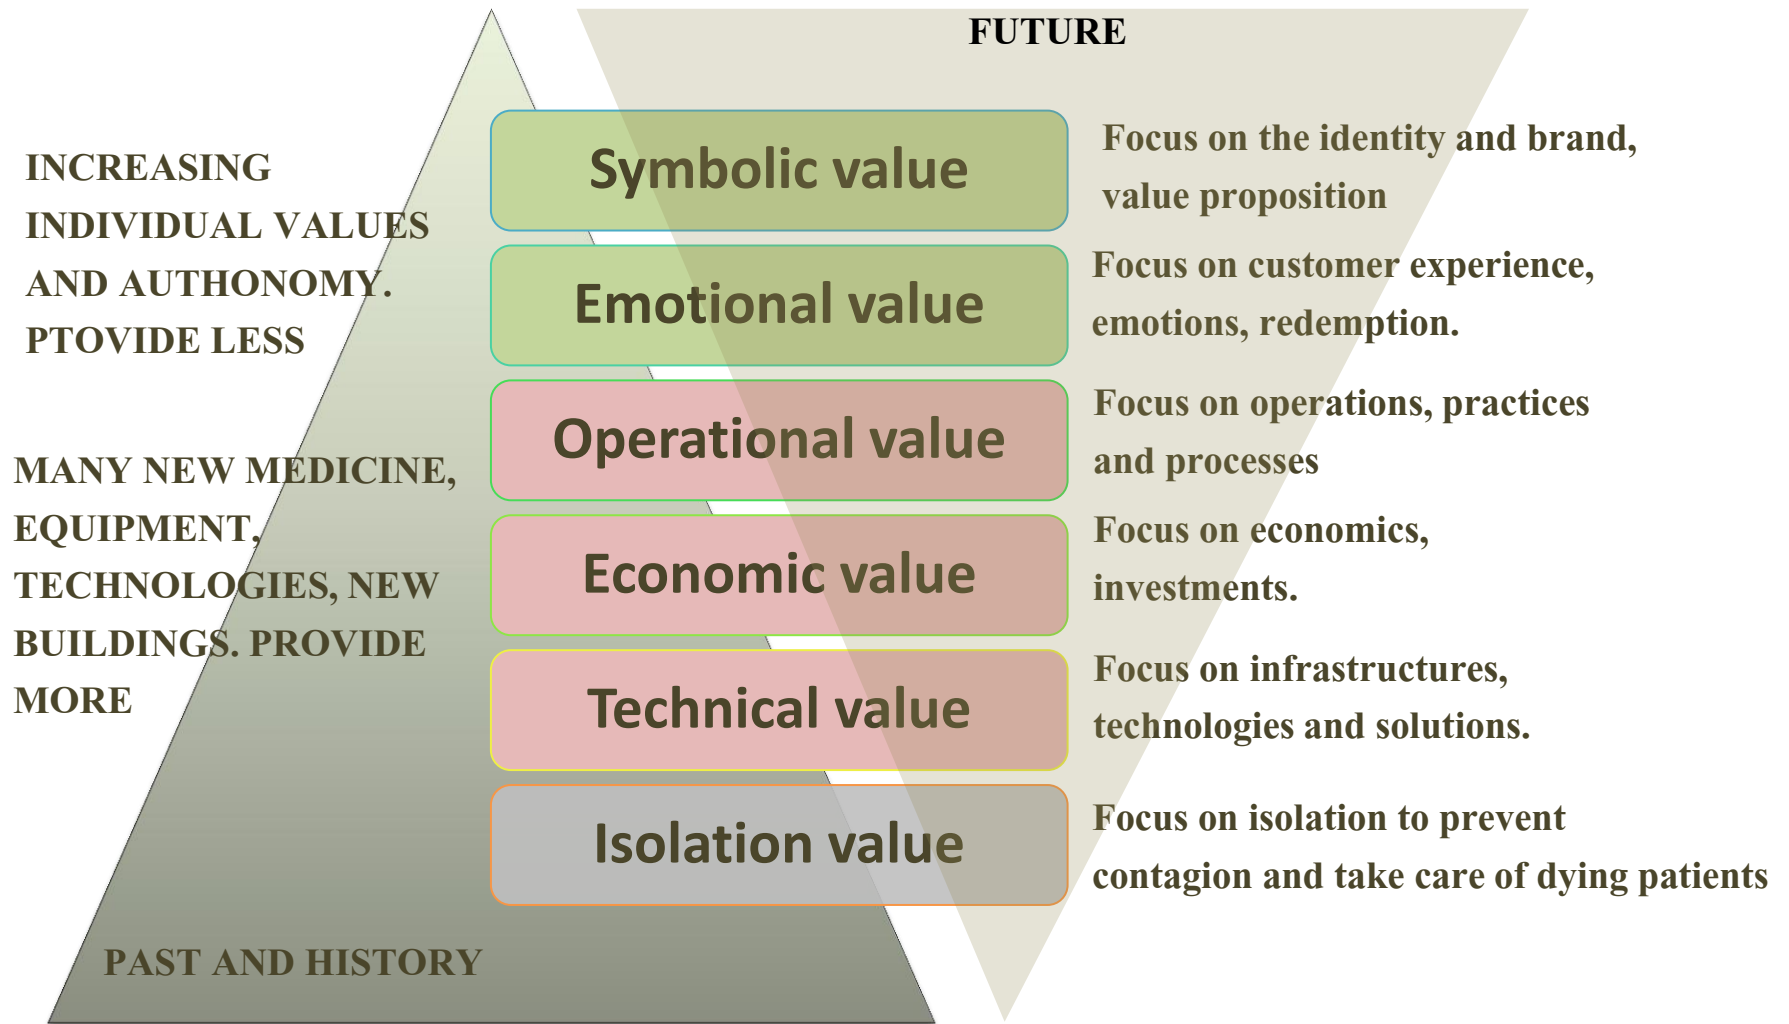 FUTURE
INCREASING
INDIVIDUAL VALUES
AND AUTHONOMY.
PTOVIDE LESS
MANY NEW MEDICINE,
EQUIPMENT,
TECHNOLOGIES, NEW
BUILDINGS. PROVIDE
MORE
PAST AND HISTORY
Symbolic value
Focus on the identity and brand,
value proposition
Emotional value
Focus on customer experience,
emotions, redemption.
Operational value
Focus on operations, practices
and processes
Economic value
Focus on economics,
investments.
Technical value
Focus on infrastructures,
technologies and solutions.
Isolation value
Focus on isolation to prevent
contagion and take care of dying patients